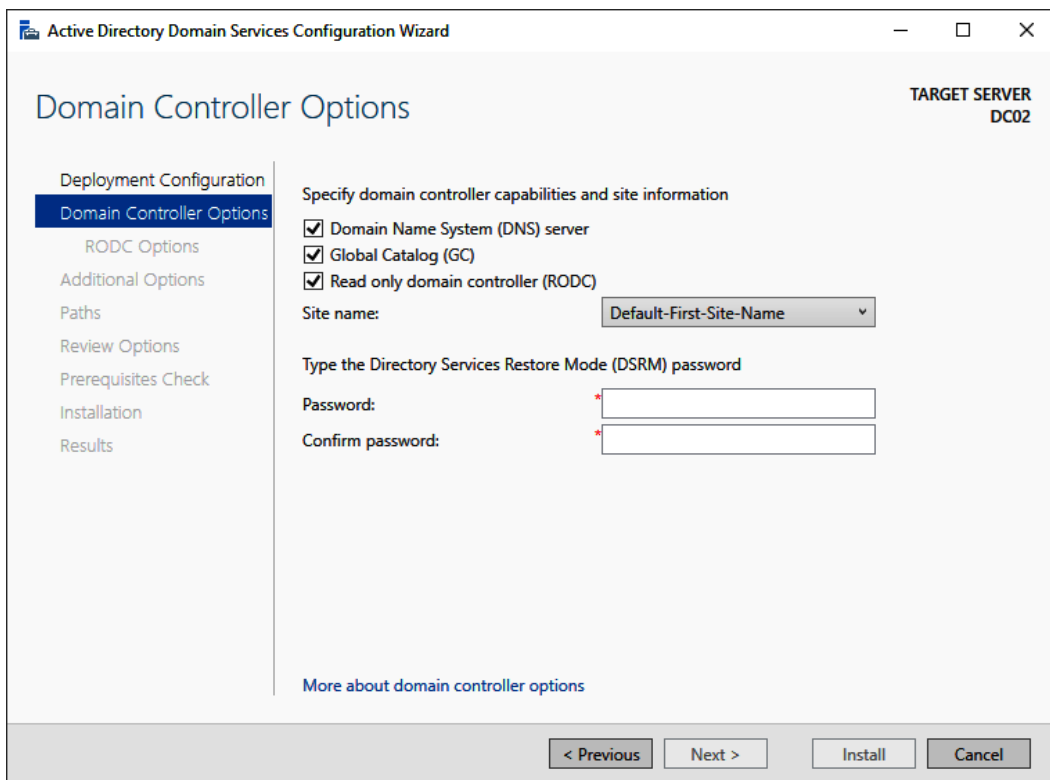 Active Directory Domain Services Configuration Wizard
Domain Controller Options
TARGET SERVER
DC02
Deployment Configuration
Domain Controller Options
RODC Options
Additional Options
Paths
Review Options
Prerequisites Check
Installation
Results
Specify domain controller capabilities and site information
Domain Name System (DNS) server
Global Catalog (GC)
Read only domain controller (RODC)
Site name: Default-First-Site-Name
Type the Directory Services Restore Mode (DSRM) password
Password: *
Confirm password: *
More about domain controller options
< Previous Next > Install Cancel